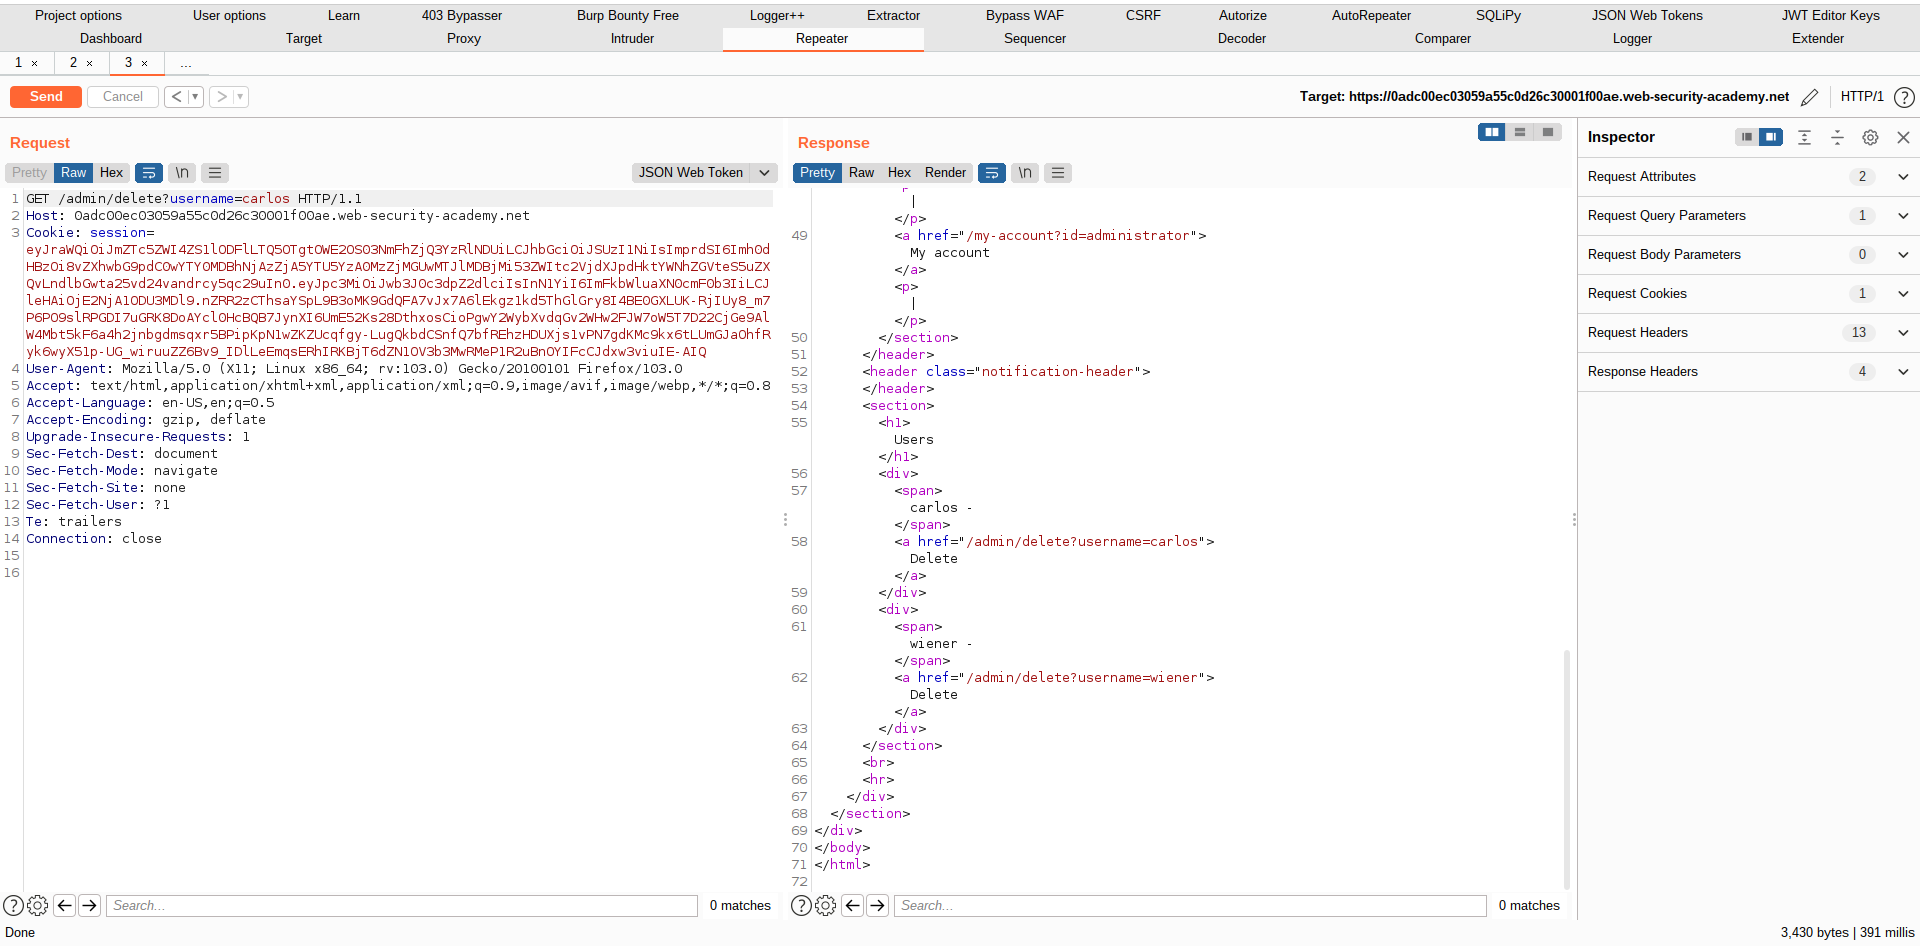 Project options User options Learn 403 Bypasser Burp Bounty Free Logger++ Extractor Bypass WAF CSRF Autorize AutoRepeater SQLiPy JSON Web Tokens JWT Editor Keys
Dashboard Target Proxy Intruder Repeater Sequencer Decoder Comparer Logger Extender
1 × 2 × 3 × ...
Send Cancel < > Target: https://0adc00ec03059a55c0d26c30001f00ae.web-security-academy.net HTTP/1 ?
Request
Pretty Raw Hex \n JSON Web Token
1 GET /admin/delete?username=carlos HTTP/1.1
2 Host: 0adc00ec03059a55c0d26c30001f00ae.web-security-academy.net
3 Cookie: session=
4 User-Agent: Mozilla/5.0 (X11; Linux x86_64; rv:103.0) Gecko/20100101 Firefox/103.0
5 Accept: text/html,application/xhtml+xml,application/xml;q=0.9,image/avif,image/webp,*/*;q=0.8
6 Accept-Language: en-US,en;q=0.5
7 Accept-Encoding: gzip, deflate
8 Upgrade-Insecure-Requests: 1
9 Sec-Fetch-Dest: document
10 Sec-Fetch-Mode: navigate
11 Sec-Fetch-Site: none
12 Sec-Fetch-User: ?1
13 Te: trailers
14 Connection: close
15
16
? Search... 0 matches
Response
Pretty Raw Hex Render \n
|
</p>
49 <a href="/my-account?id=administrator">
My account
</a>
<p>
|
</p>
50 </section>
51 </header>
52 <header class="notification-header">
53 </header>
54 <section>
55 <h1>
Users
</h1>
56 <div>
57 <span>
carlos -
</span>
58 <a href="/admin/delete?username=carlos">
Delete
</a>
59 </div>
60 <div>
61 <span>
wiener -
</span>
62 <a href="/admin/delete?username=wiener">
Delete
</a>
63 </div>
64 </section>
65 <br>
66 <hr>
67 </div>
68 </section>
69 </div>
70 </body>
71 </html>
72
? Search... 0 matches
Inspector
Request Attributes 2
Request Query Parameters 1
Request Body Parameters 0
Request Cookies 1
Request Headers 13
Response Headers 4
Done 3,430 bytes | 391 millis